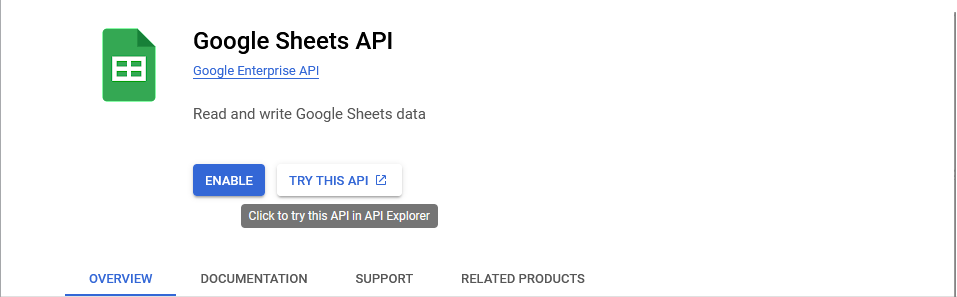 Google Sheets API
Google Enterprise API
Read and write Google Sheets data
ENABLE TRY THIS API
Click to try this API in API Explorer
OVERVIEW DOCUMENTATION SUPPORT RELATED PRODUCTS